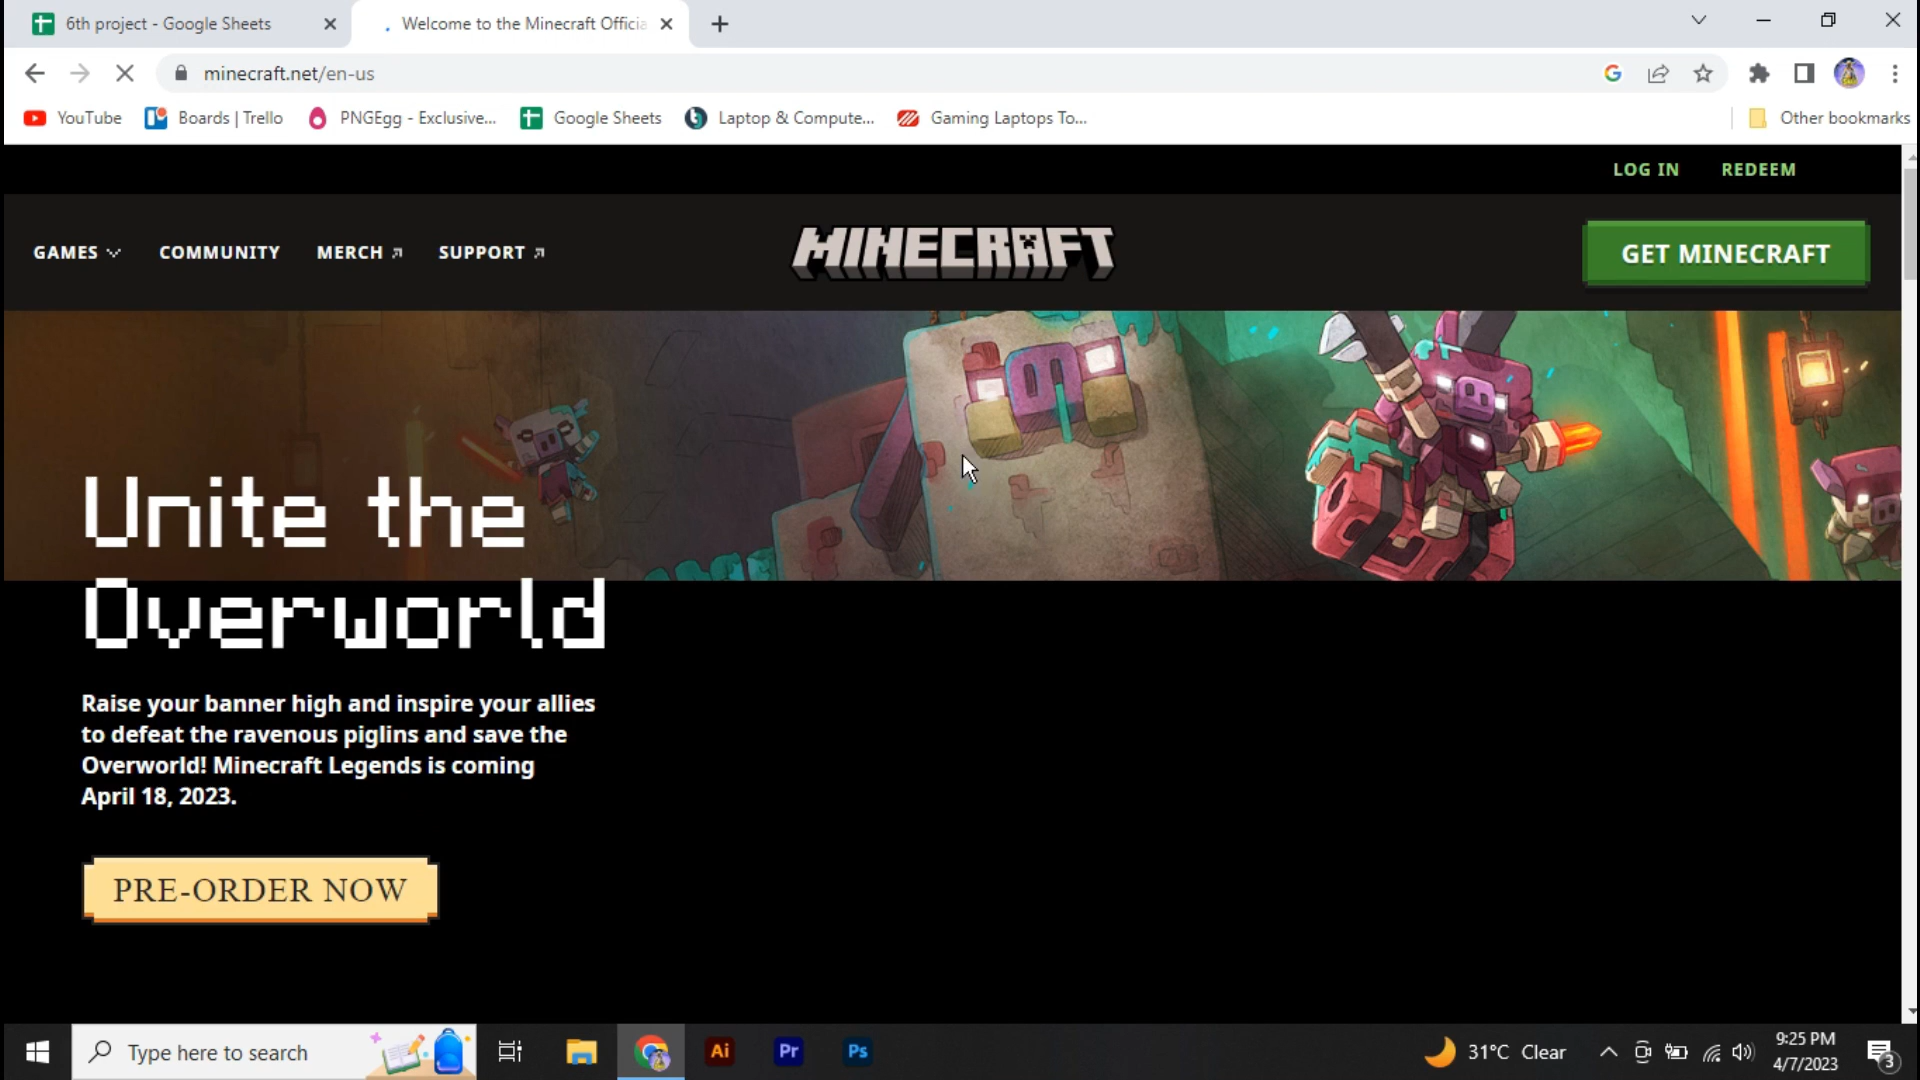 6th project - Google Sheets
Welcome to the Minecraft Officia
minecraft.net/en-us
YouTube
Boards | Trello
PNGEgg - Exclusive...
Google Sheets
Laptop & Compute...
Gaming Laptops To...
Other bookmarks
LOG IN REDEEM
GAMES COMMUNITY MERCH SUPPORT
MINECRAFT
GET MINECRAFT
Unite the
Overworld
Raise your banner high and inspire your allies
to defeat the ravenous piglins and save the
Overworld! Minecraft Legends is coming
April 18, 2023.
PRE-ORDER NOW
Type here to search
Ai
Pr
Ps
31°C Clear
9:25 PM
4/7/2023
3